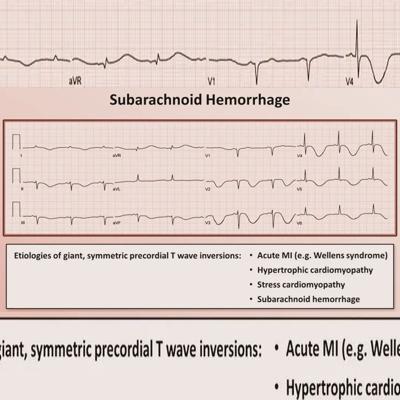 aVR V1 V4
Subarachnoid Hemorrhage
I aVR V1 V4
II aVL V2 V5
III aVF V3 V6
Etiologies of giant, symmetric precordial T wave inversions:
• Acute MI (e.g. Wellens syndrome)
• Hypertrophic cardiomyopathy
• Stress cardiomyopathy
• Subarachnoid hemorrhage
giant, symmetric precordial T wave inversions: • Acute MI (e.g. Welle
• Hypertrophic cardio